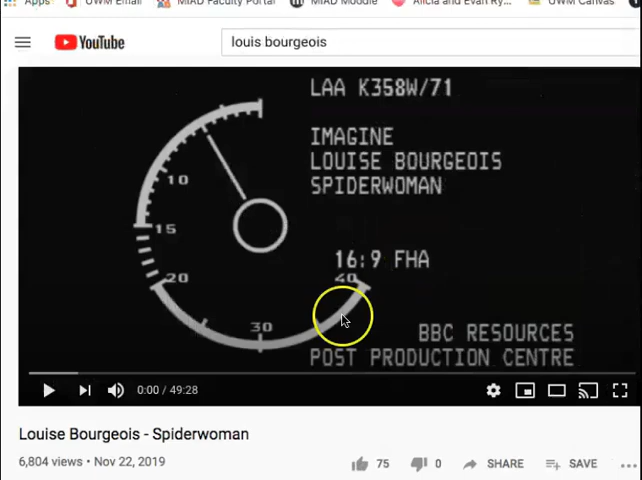 Apps UWM Email MIAD Faculty Portal MIAD Moodle Alicia and Evan Ry... UWM Canvas
YouTube
louis bourgeois
LAA K358W/71
IMAGINE
LOUISE BOURGEOIS
SPIDERWOMAN
10
15
20
30
40
16:9 FHA
BBC RESOURCES
POST PRODUCTION CENTRE
0:00 / 49:28
Louise Bourgeois - Spiderwoman
6,804 views • Nov 22, 2019
75
0
SHARE
SAVE